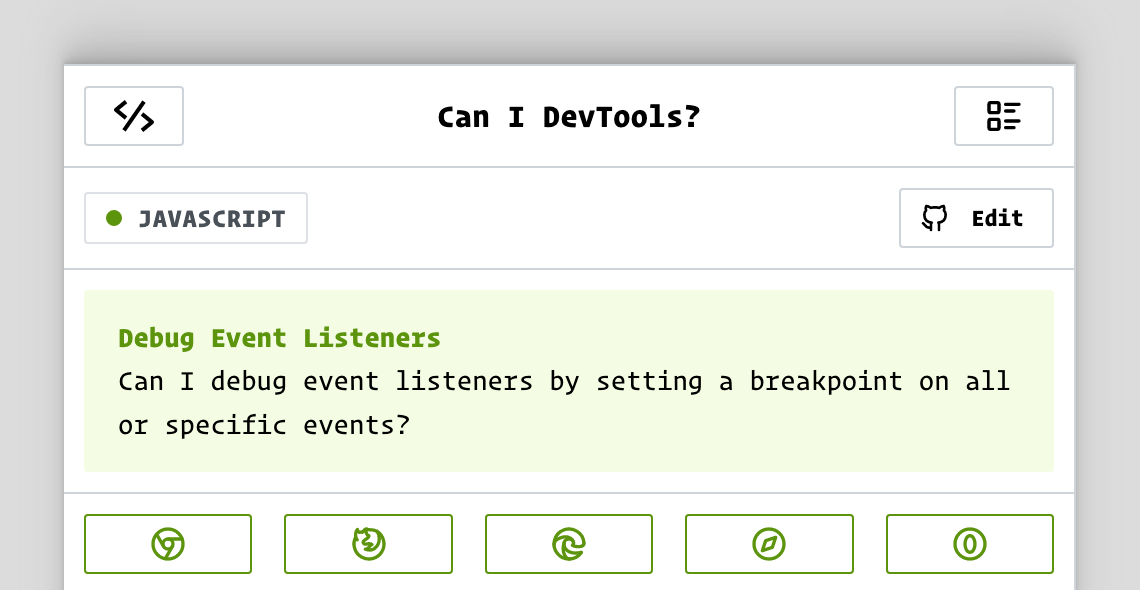 Can I DevTools?
JAVASCRIPT
Edit
Debug Event Listeners
Can I debug event listeners by setting a breakpoint on all
or specific events?